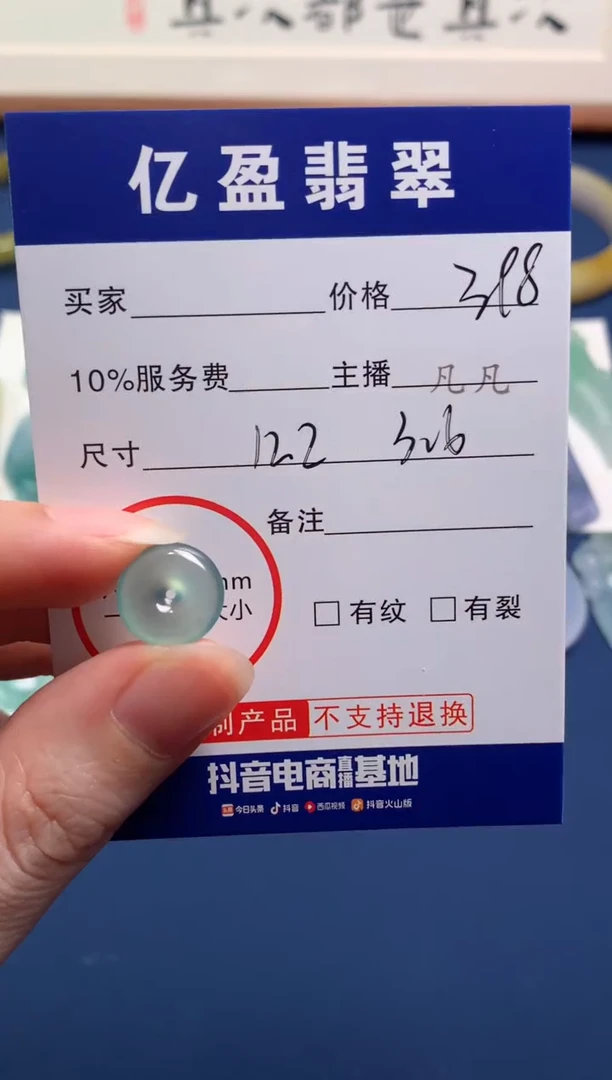 亿盈翡翠
买家 价格 398
10%服务费 主播 凡凡
尺寸 12.2
备注
mm
大小
□有纹 □有裂
制产品 不支持退换
抖音电商直播基地
今日头条 抖音 西瓜视频 抖音火山版